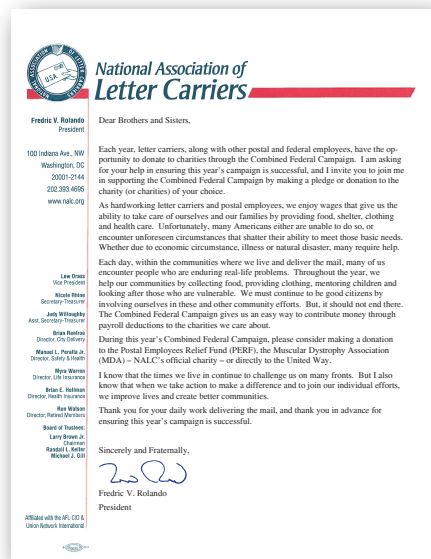 NATIONAL ASSOCIATION OF LETTER CARRIERS
U.S.A.
National Association of
Letter Carriers
Fredric V. Rolando
President
100 Indiana Ave., NW
Washington, DC
20001-2144
202.393.4695
www.nalc.org
Lew Drass
Vice President
Nicole Rhine
Secretary-Treasurer
Judy Willoughby
Asst. Secretary-Treasurer
Brian Renfroe
Director, City Delivery
Manuel L. Peralta Jr.
Director, Safety & Health
Myra Warren
Director, Life Insurance
Brian E. Hellman
Director, Health Insurance
Ron Watson
Director, Retired Members
Board of Trustees:
Larry Brown Jr.
Chairman
Randall L. Keller
Michael J. Gill
Affiliated with the AFL-CIO &
Union Network International
Dear Brothers and Sisters,
Each year, letter carriers, along with other postal and federal employees, have the op-
portunity to donate to charities through the Combined Federal Campaign. I am asking
for your help in ensuring this year's campaign is successful, and I invite you to join me
in supporting the Combined Federal Campaign by making a pledge or donation to the
charity (or charities) of your choice.
As hardworking letter carriers and postal employees, we enjoy wages that give us the
ability to take care of ourselves and our families by providing food, shelter, clothing
and health care. Unfortunately, many Americans either are unable to do so, or
encounter unforeseen circumstances that shatter their ability to meet those basic needs.
Whether due to economic circumstance, illness or natural disaster, many require help.
Each day, within the communities where we live and deliver the mail, many of us
encounter people who are enduring real-life problems. Throughout the year, we
help our communities by collecting food, providing clothing, mentoring children and
looking after those who are vulnerable. We must continue to be good citizens by
involving ourselves in these and other community efforts. But, it should not end there.
The Combined Federal Campaign gives us an easy way to contribute money through
payroll deductions to the charities we care about.
During this year's Combined Federal Campaign, please consider making a donation
to the Postal Employees Relief Fund (PERF), the Muscular Dystrophy Association
(MDA) – NALC's official charity – or directly to the United Way.
I know that the times we live in continue to challenge us on many fronts. But I also
know that when we take action to make a difference and to join our individual efforts,
we improve lives and create better communities.
Thank you for your daily work delivering the mail, and thank you in advance for
ensuring this year's campaign is successful.
Sincerely and Fraternally,
Fredric V. Rolando
President